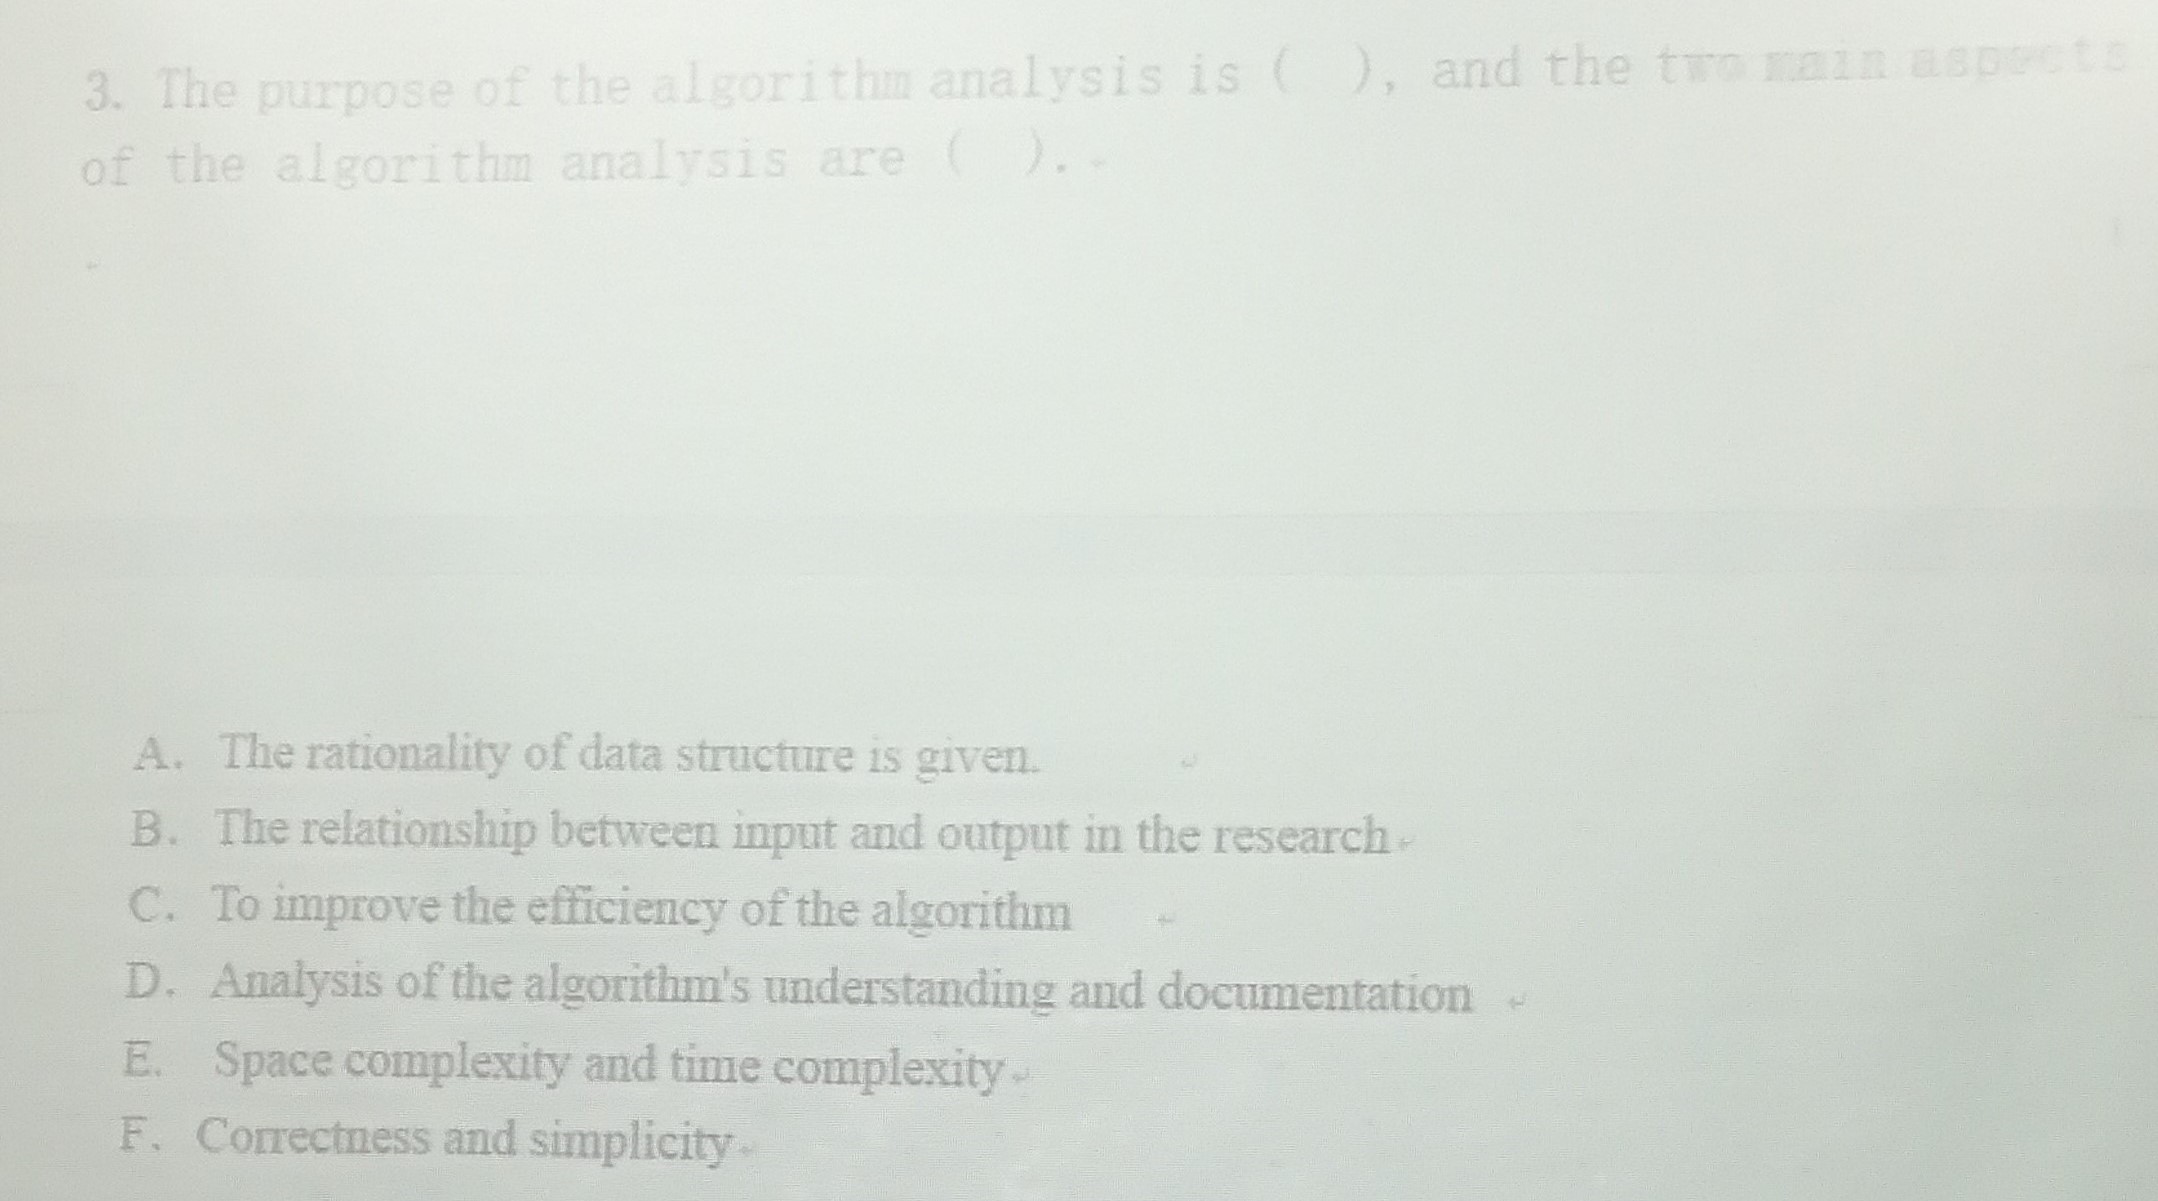 3. The purpose of the algorithm analysis is (  ), and the two main aspects
of the algorithm analysis are (  ).
A. The rationality of data structure is given.
B. The relationship between input and output in the research
C. To improve the efficiency of the algorithm
D. Analysis of the algorithm's understanding and documentation
E. Space complexity and time complexity
F. Correctness and simplicity